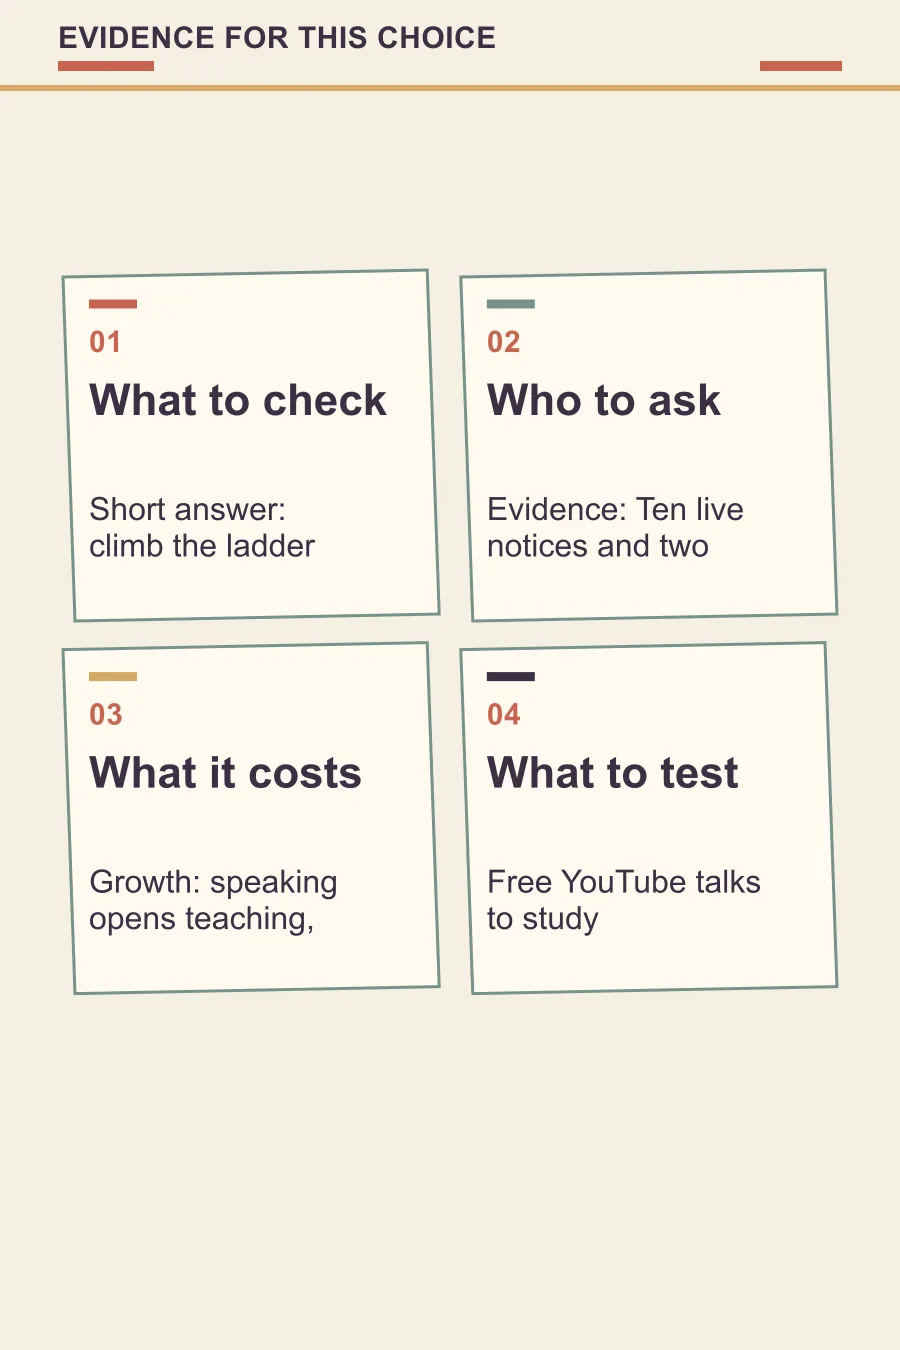 EVIDENCE FOR THIS CHOICE
01
What to check
Short answer:
climb the ladder
02
Who to ask
Evidence: Ten live
notices and two
03
What it costs
Growth: speaking
opens teaching,
04
What to test
Free YouTube talks
to study